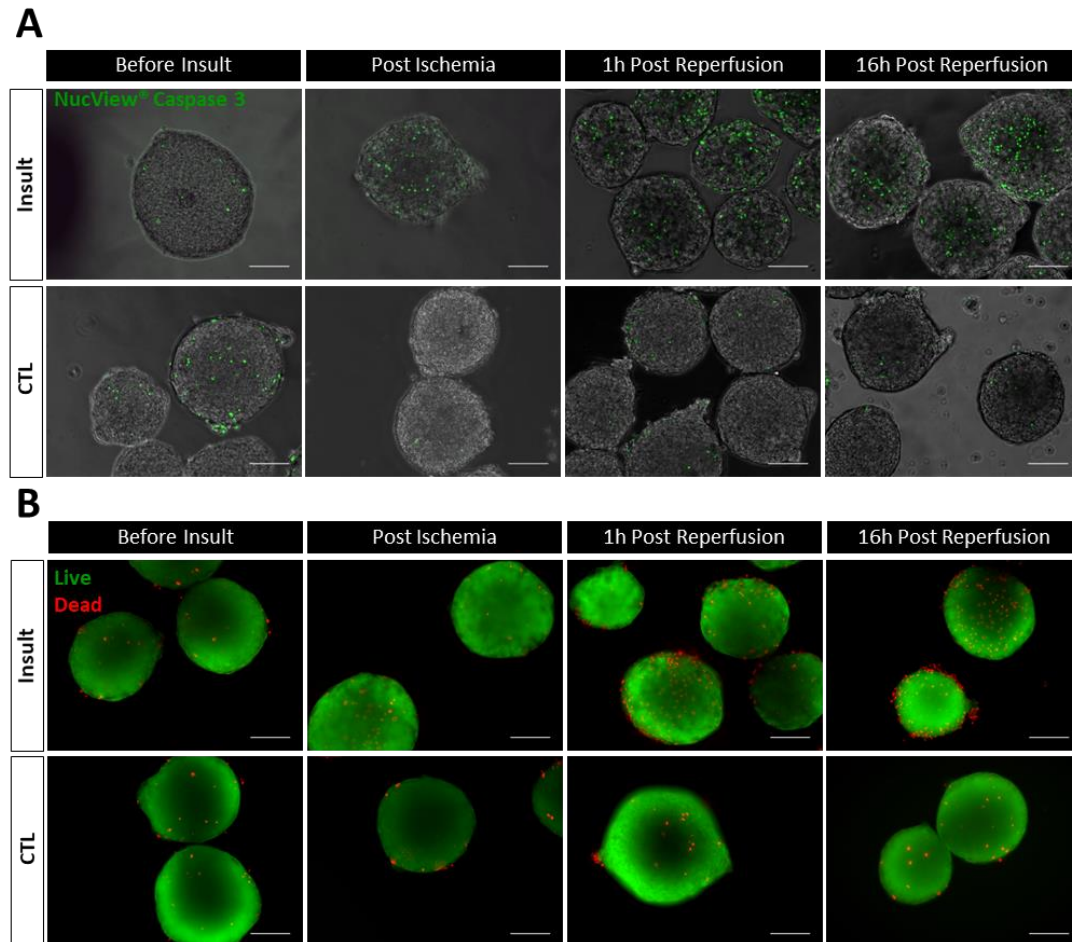 A
Before Insult
Post Ischemia
1h Post Reperfusion
16h Post Reperfusion
Insult
NucView® Caspase 3
CTL
B
Before Insult
Post Ischemia
1h Post Reperfusion
16h Post Reperfusion
Insult
Live
Dead
CTL